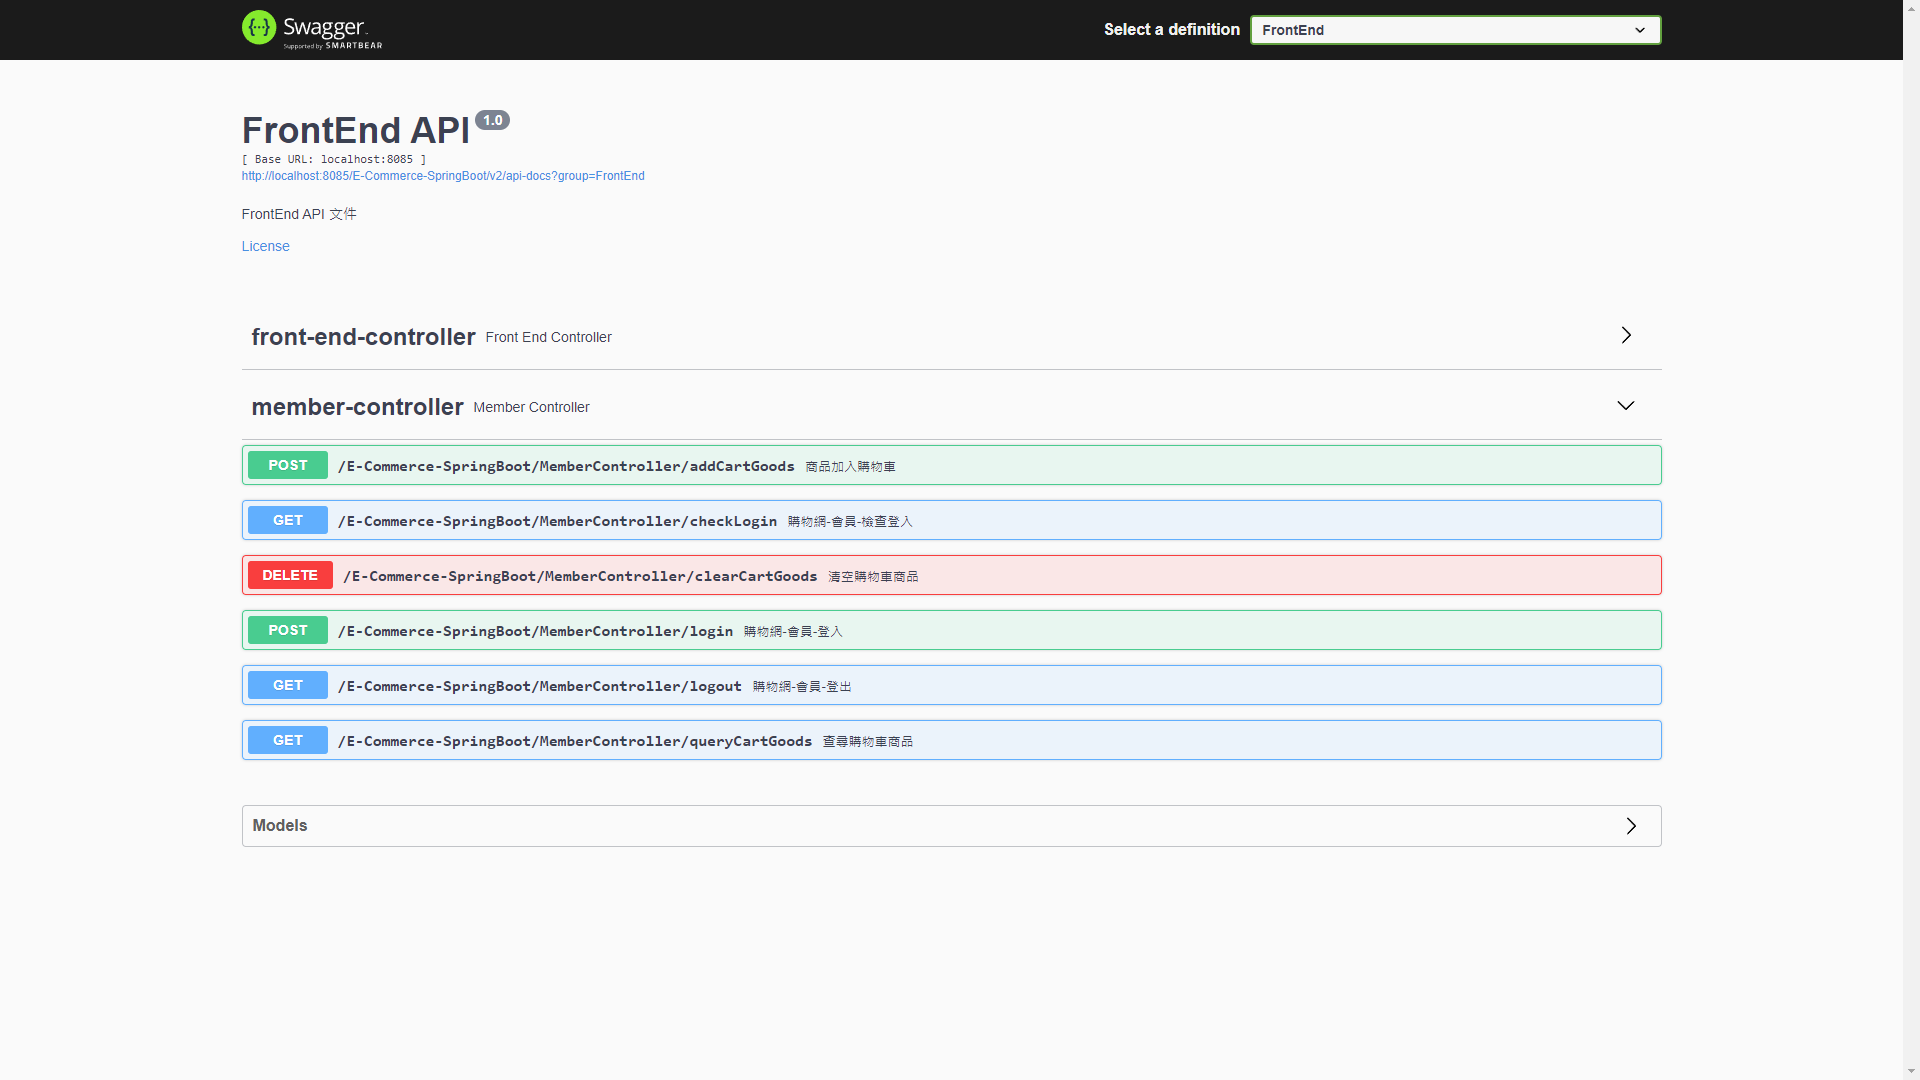 Swagger
Supported by SMARTBEAR
Select a definition
FrontEnd
FrontEnd API 1.0
[ Base URL: localhost:8085 ]
http://localhost:8085/E-Commerce-SpringBoot/v2/api-docs?group=FrontEnd
FrontEnd API 文件
License
front-end-controller Front End Controller
member-controller Member Controller
POST /E-Commerce-SpringBoot/MemberController/addCartGoods 商品加入購物車
GET /E-Commerce-SpringBoot/MemberController/checkLogin 購物網-會員-檢查登入
DELETE /E-Commerce-SpringBoot/MemberController/clearCartGoods 清空購物車商品
POST /E-Commerce-SpringBoot/MemberController/login 購物網-會員-登入
GET /E-Commerce-SpringBoot/MemberController/logout 購物網-會員-登出
GET /E-Commerce-SpringBoot/MemberController/queryCartGoods 查尋購物車商品
Models